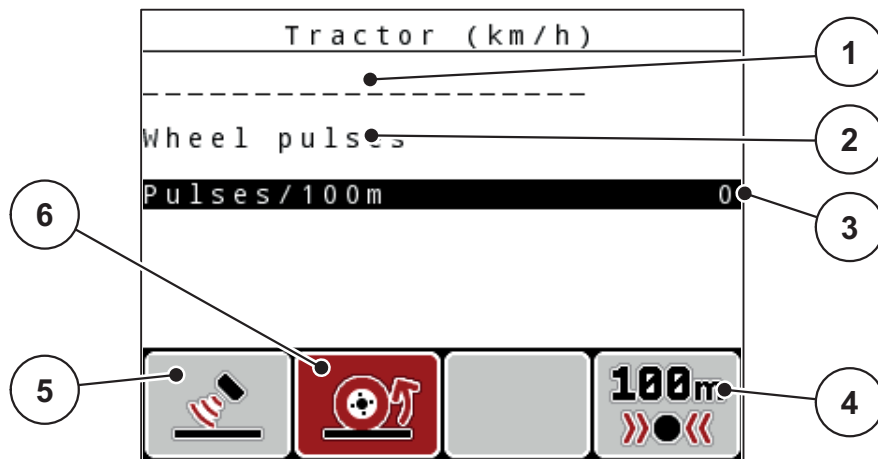 Tractor (km/h)
1
Wheel pulses
2
Pulses/100m 0
3
6
5
100m
4